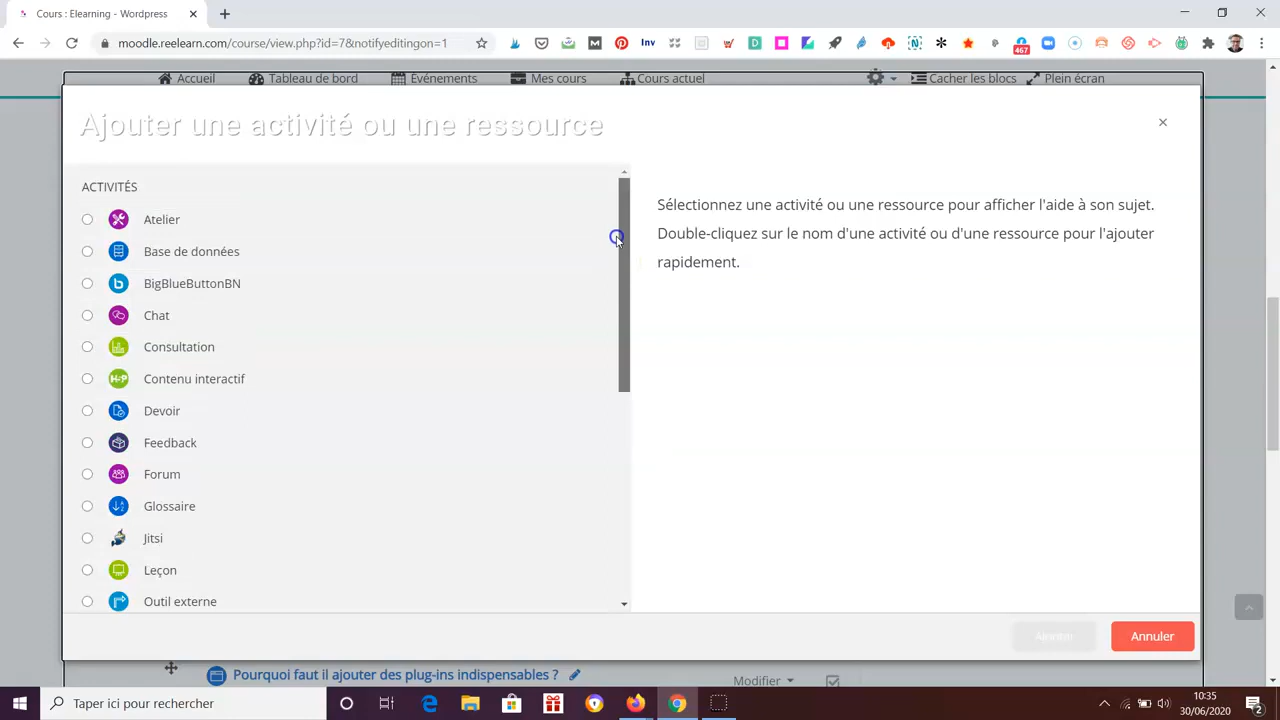 Cours : Elearning - Wordpress
moodle.reelearn.com/course/view.php?id=7&notifyeditingon=1
467
Accueil
Tableau de bord
Événements
Mes cours
Cours actuel
Cacher les blocs
Plein écran
Ajouter une activité ou une ressource
ACTIVITÉS
Atelier
Base de données
BigBlueButtonBN
Chat
Consultation
Contenu interactif
Devoir
Feedback
Forum
Glossaire
Jitsi
Leçon
Outil externe
Sélectionnez une activité ou une ressource pour afficher l'aide à son sujet.
Double-cliquez sur le nom d'une activité ou d'une ressource pour l'ajouter
rapidement.
Ajouter
Annuler
Pourquoi faut il ajouter des plug-ins indispensables ?
Modifier
Taper ici pour rechercher
10:35
30/06/2020
2